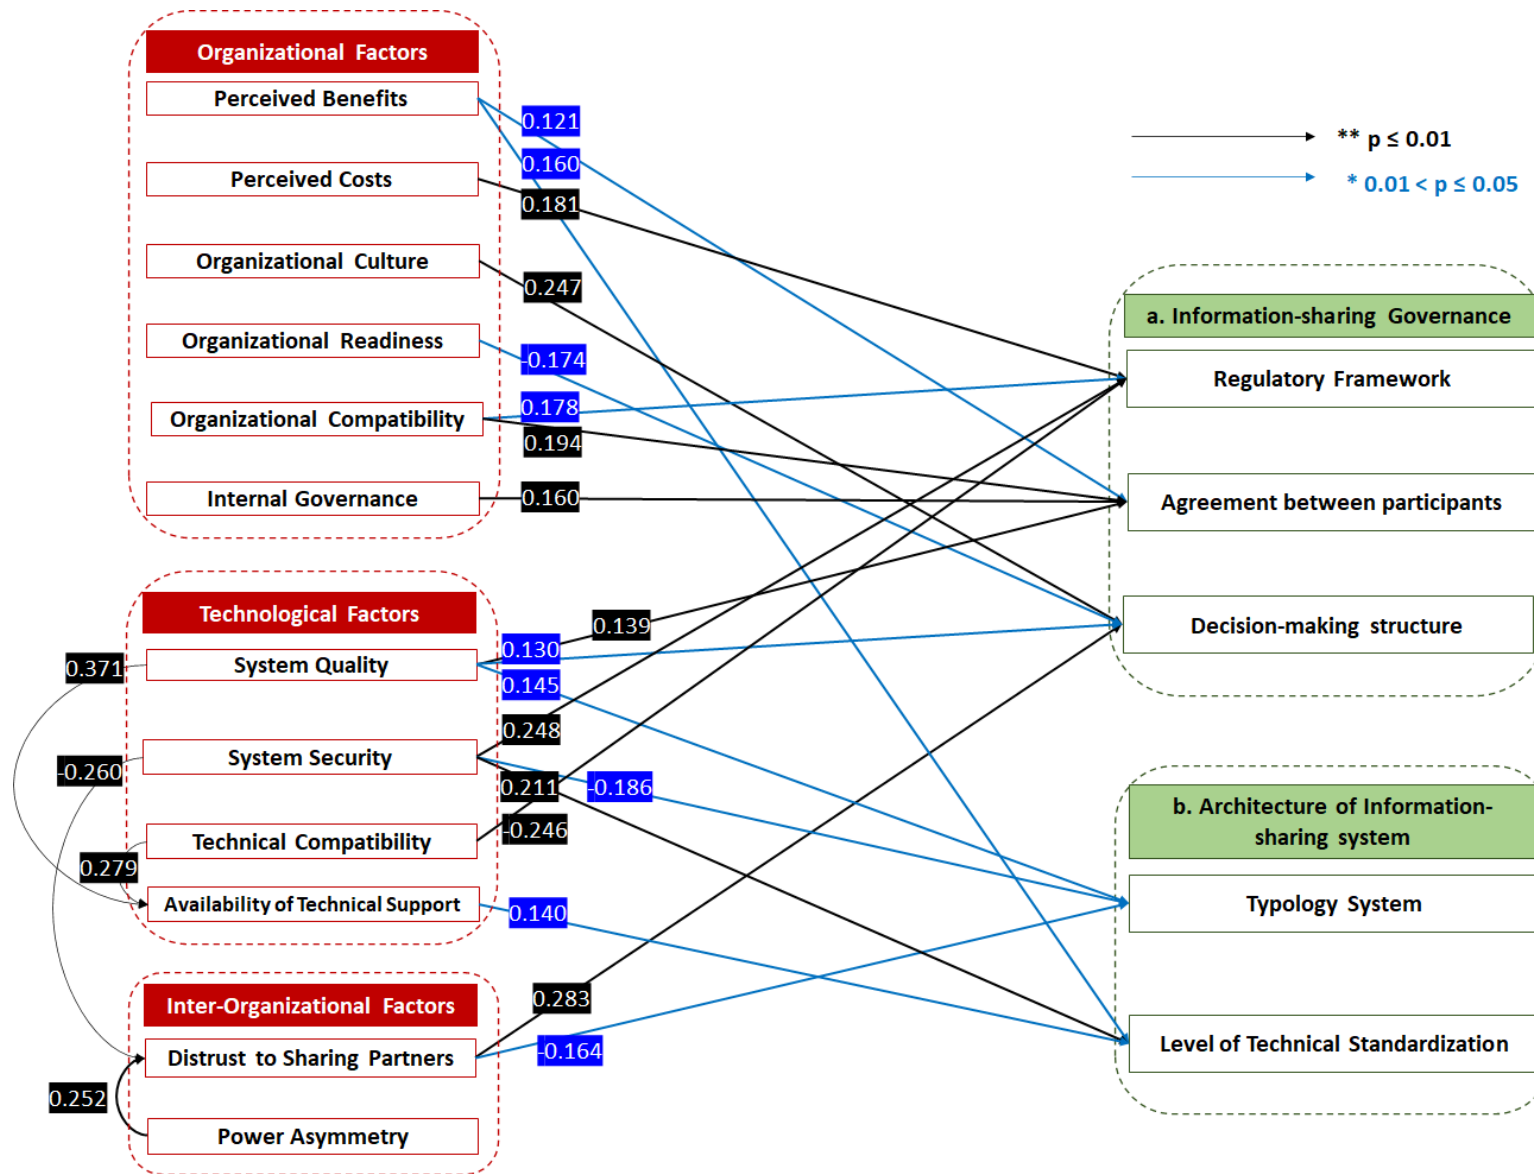 Organizational Factors
Perceived Benefits
Perceived Costs
Organizational Culture
Organizational Readiness
Organizational Compatibility
Internal Governance
0.121
0.160
0.181
0.247
-0.174
0.178
0.194
0.160
** p ≤ 0.01
* 0.01 < p ≤ 0.05
a. Information-sharing Governance
Regulatory Framework
Agreement between participants
Decision-making structure
Technological Factors
System Quality
System Security
Technical Compatibility
Availability of Technical Support
0.371
-0.260
0.279
0.139
0.130
0.145
0.248
0.211
-0.186
-0.246
0.140
b. Architecture of Information-
sharing system
Typology System
Level of Technical Standardization
Inter-Organizational Factors
Distrust to Sharing Partners
Power Asymmetry
0.252
0.283
-0.164